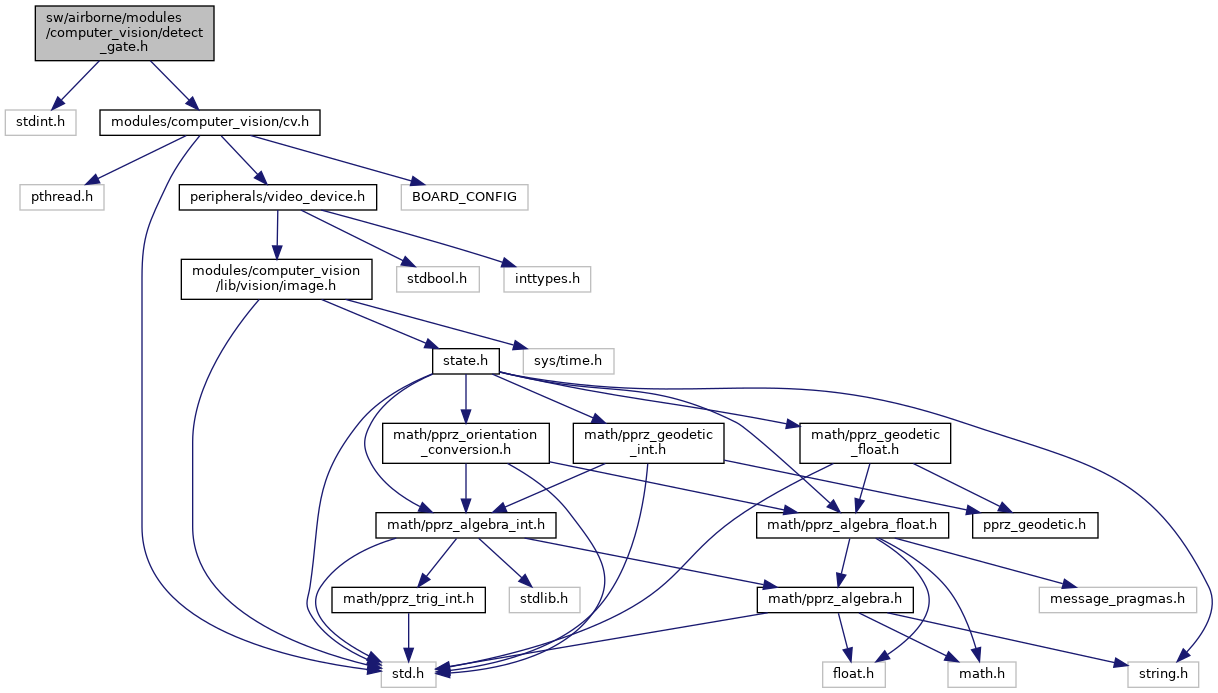 sw/airborne/modules
/computer_vision/detect
_gate.h
stdint.h
modules/computer_vision/cv.h
pthread.h
peripherals/video_device.h
BOARD_CONFIG
modules/computer_vision
/lib/vision/image.h
stdbool.h
inttypes.h
state.h
sys/time.h
math/pprz_orientation
_conversion.h
math/pprz_geodetic
_int.h
math/pprz_geodetic
_float.h
math/pprz_algebra_int.h
math/pprz_algebra_float.h
pprz_geodetic.h
math/pprz_trig_int.h
stdlib.h
math/pprz_algebra.h
message_pragmas.h
std.h
float.h
math.h
string.h